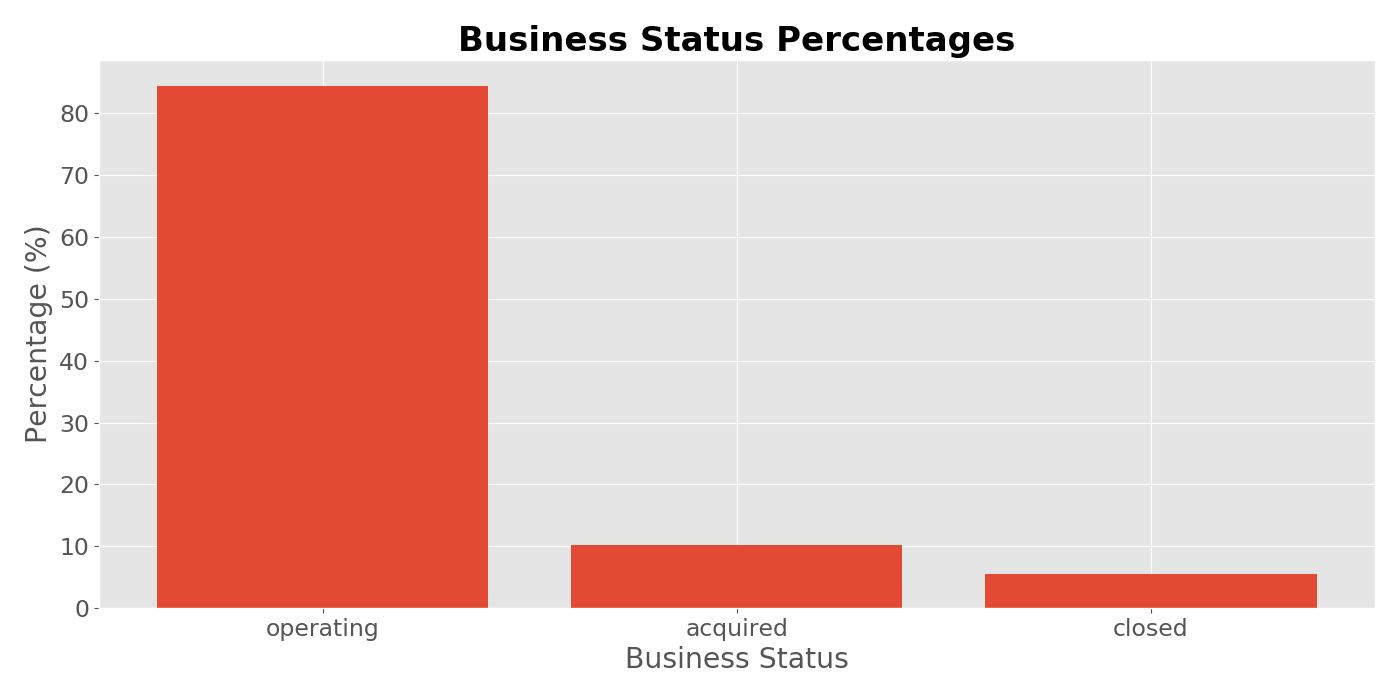 Business Status Percentages
Percentage (%)
80
70
60
50
40
30
20
10
0
operating
acquired
closed
Business Status